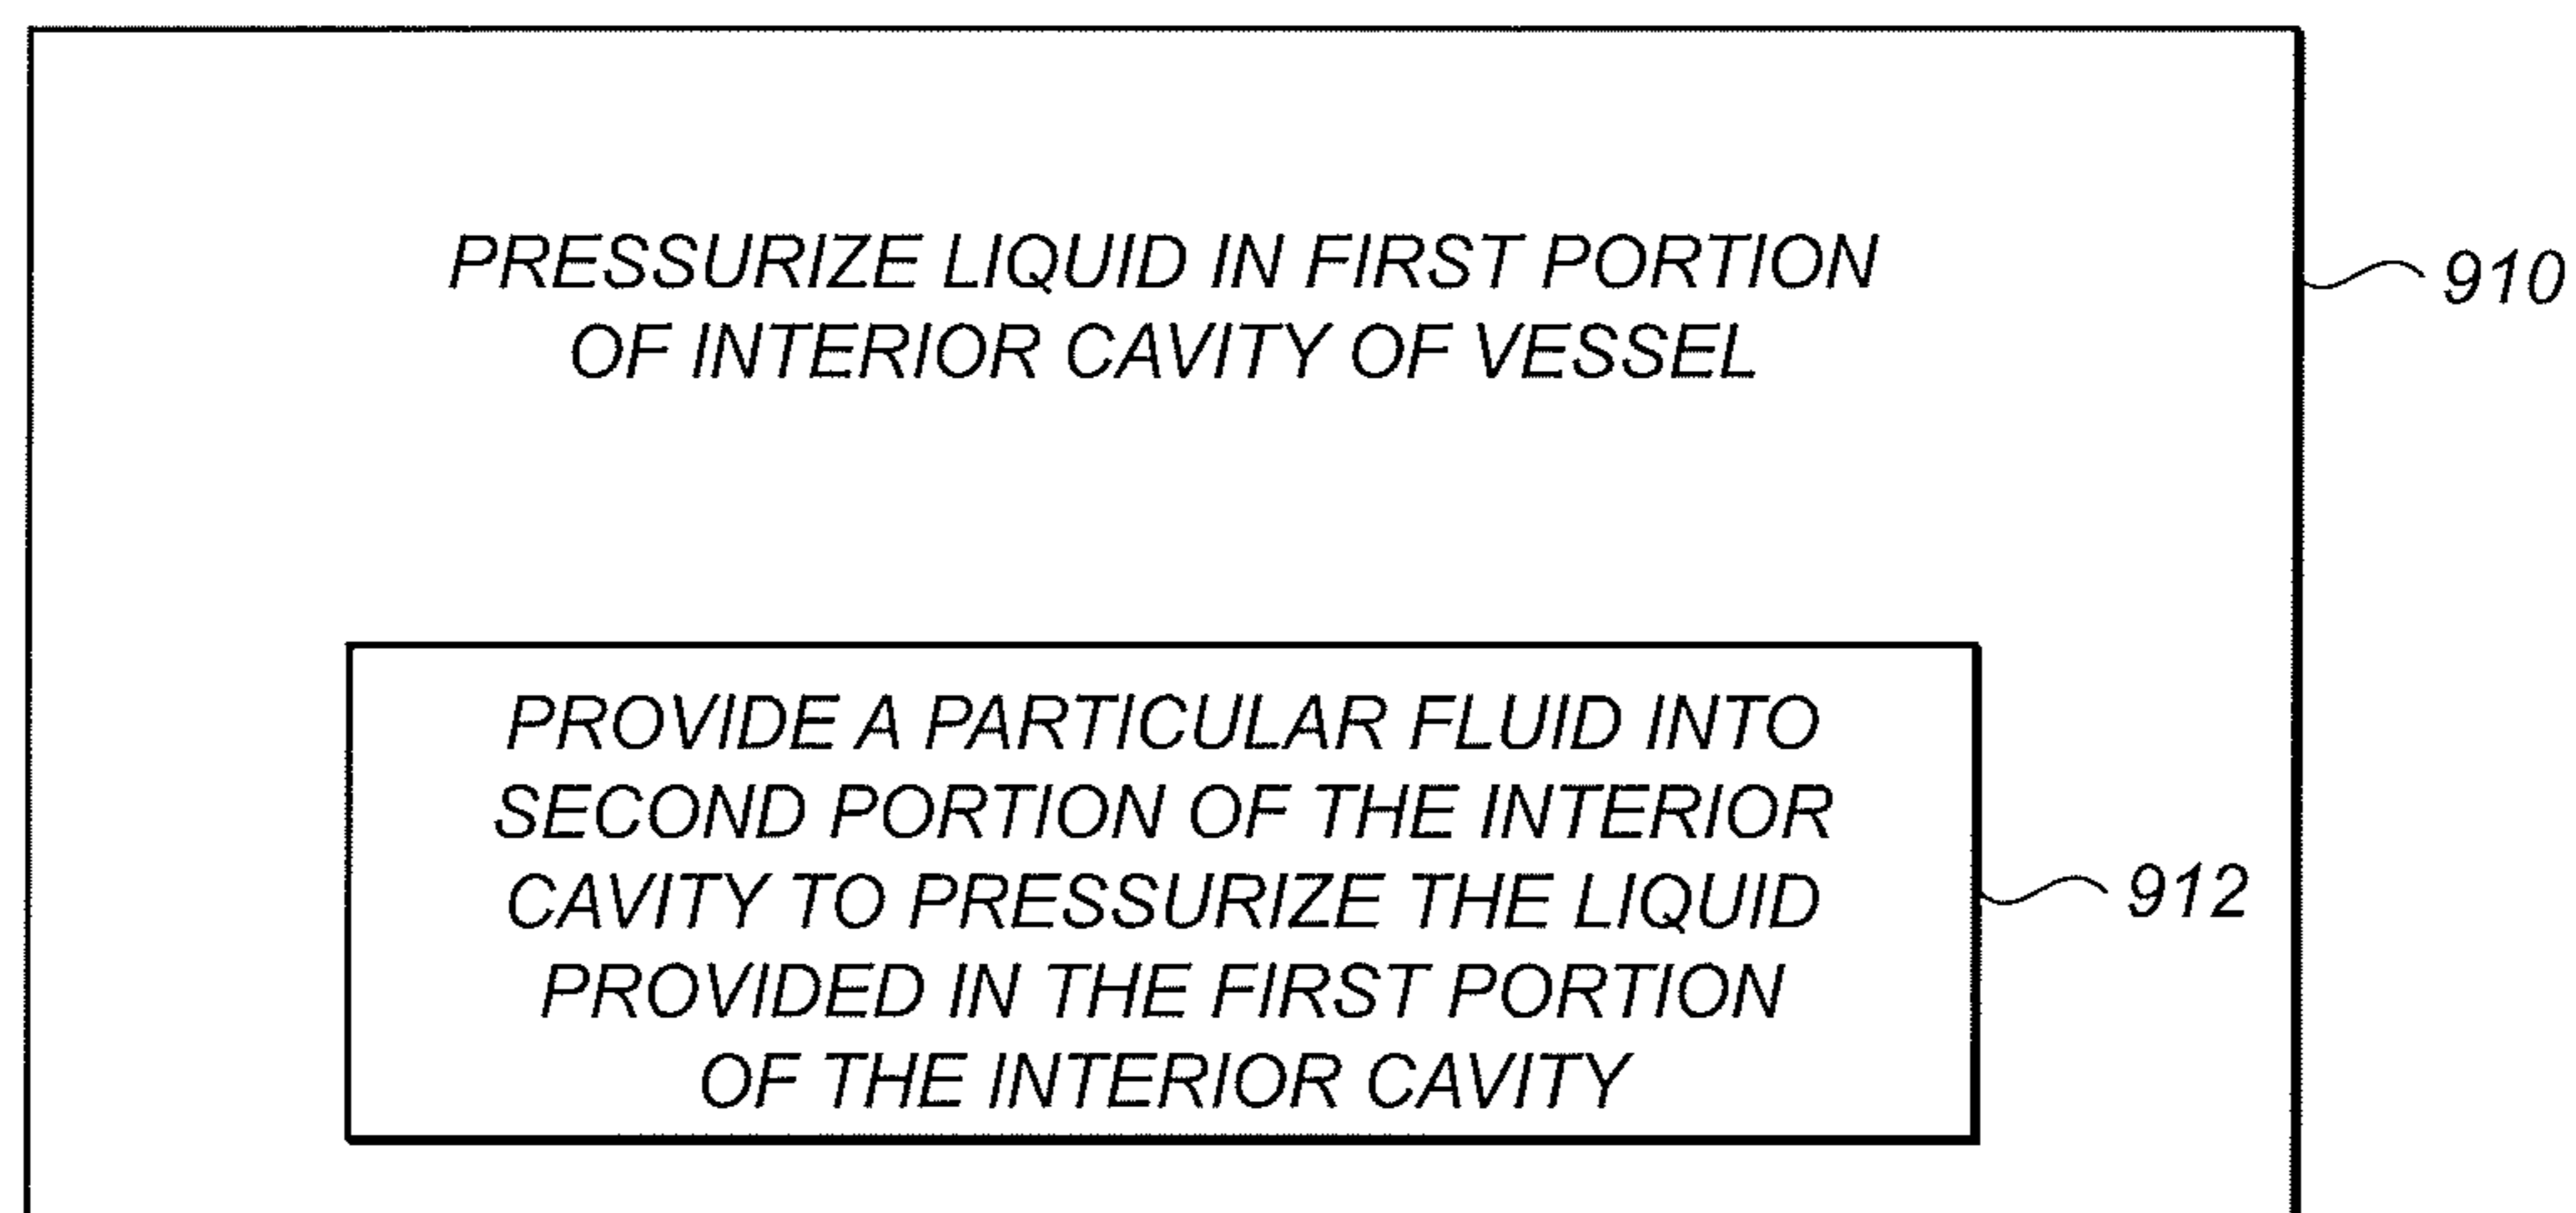 PRESSURIZE LIQUID IN FIRST PORTION
OF INTERIOR CAVITY OF VESSEL
910
PROVIDE A PARTICULAR FLUID INTO
SECOND PORTION OF THE INTERIOR
CAVITY TO PRESSURIZE THE LIQUID
PROVIDED IN THE FIRST PORTION
OF THE INTERIOR CAVITY
912